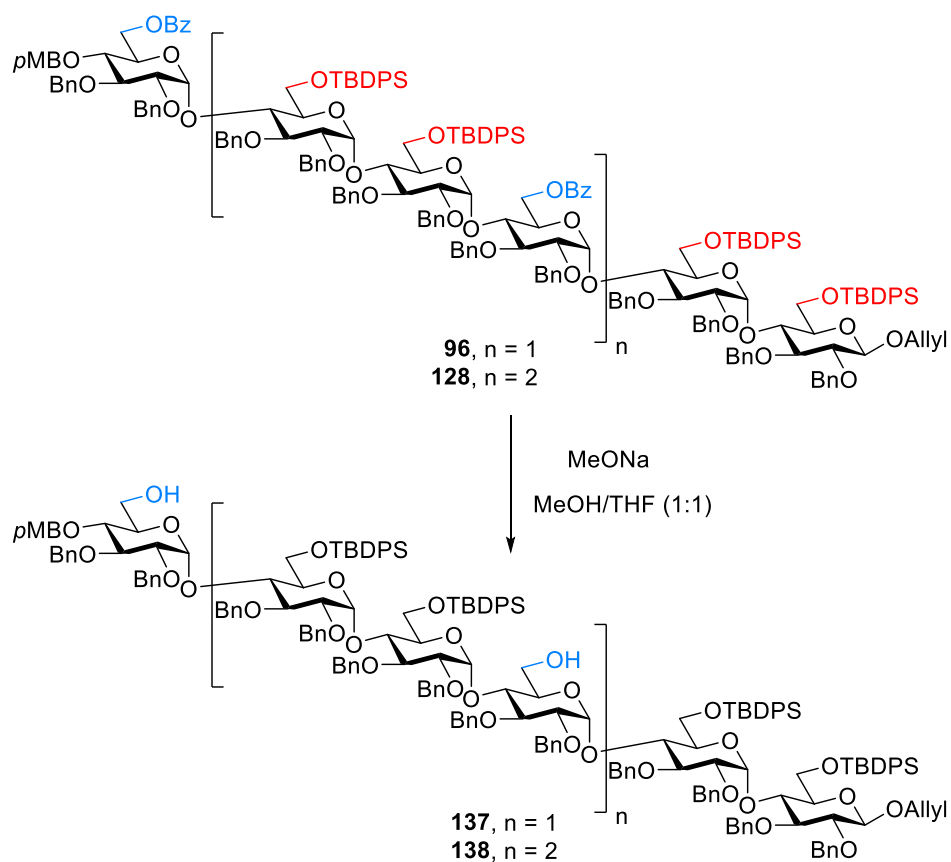 OBz
pMBO
O
BnO
BnO
O
OTBDPS
O
BnO
BnO
O
OTBDPS
O
BnO
BnO
O
OBz
O
BnO
BnO
O
n
OTBDPS
O
BnO
BnO
O
OTBDPS
O
BnO
BnO
OAllyl
96, n = 1
128, n = 2
MeONa
MeOH/THF (1:1)
OH
pMBO
O
BnO
BnO
O
OTBDPS
O
BnO
BnO
O
OTBDPS
O
BnO
BnO
O
OH
O
BnO
BnO
O
n
OTBDPS
O
BnO
BnO
O
OTBDPS
O
BnO
BnO
OAllyl
137, n = 1
138, n = 2